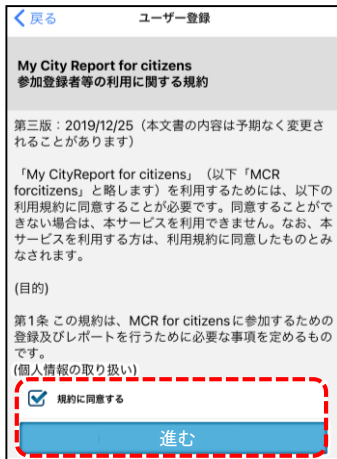 戻る ユーザー登録
My City Report for citizens
参加登録者等の利用に関する規約
第三版：2019/12/25（本文書の内容は予期なく変更さ
れることがあります）
「My CityReport for citizens」（以下「MCR
forcitizens」と略します）を利用するためには、以下の
利用規約に同意することが必要です。同意することがで
きない場合は、本サービスを利用できません。なお、本
サービスを利用する方は、利用規約に同意したものとみ
なされます。
(目的)
第1条 この規約は、MCR for citizensに参加するための
登録及びレポートを行うために必要な事項を定めるもの
です。
(個人情報の取り扱い)
規約に同意する
進む